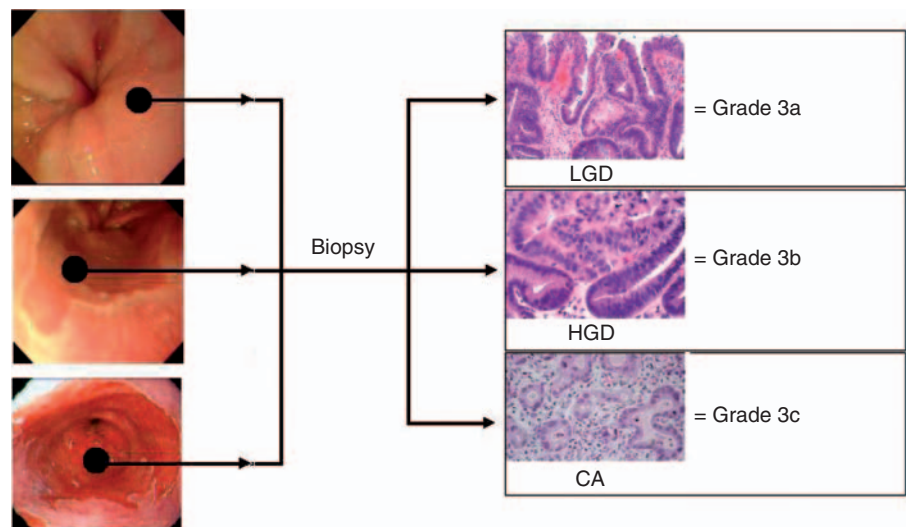 Biopsy
LGD
= Grade 3a
HGD
= Grade 3b
CA
= Grade 3c